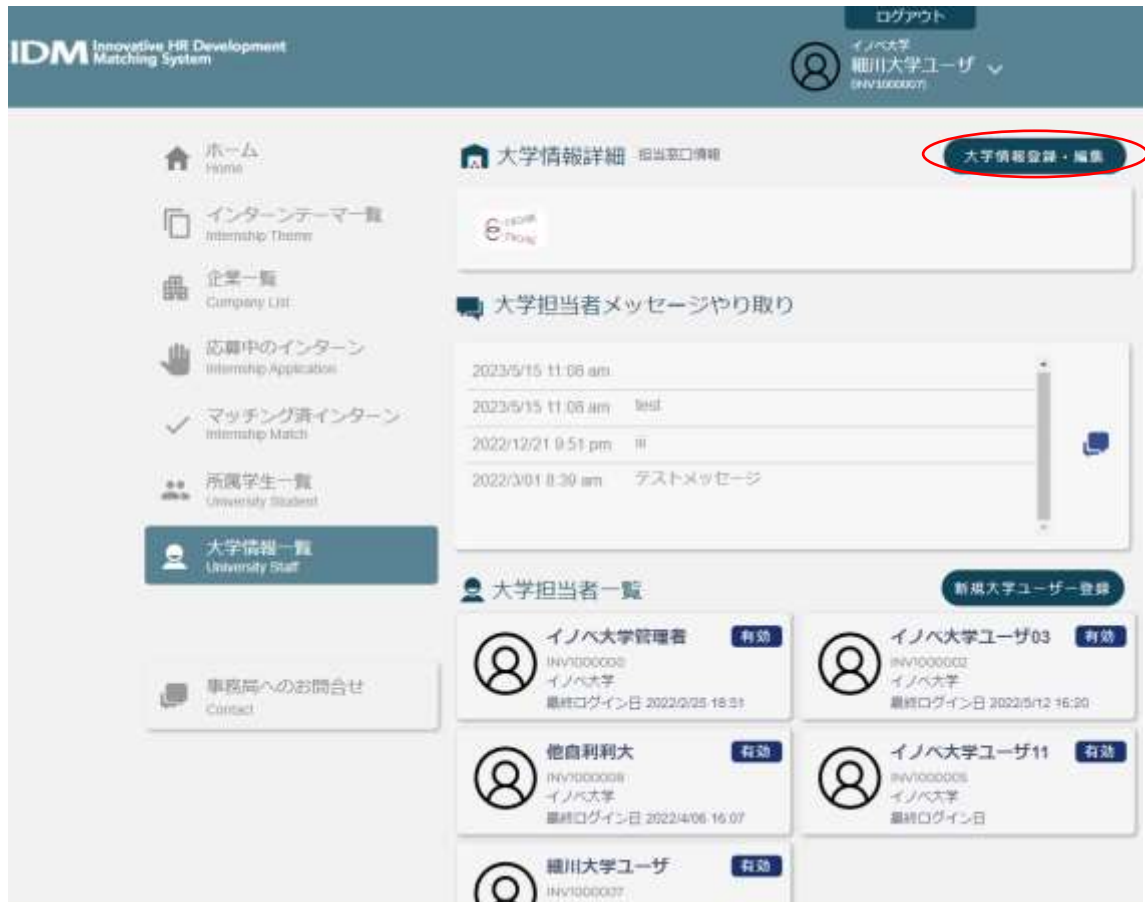 ログアウト
IDM Innovative HR Development
Matching System
イノベ大学
細川大学ユーザ
(INV1000007)
ホーム
Home
インターンテーマ一覧
Internship Theme
企業一覧
Company List
応募中のインターン
Internship Application
マッチング済インターン
Internship Match
所属学生一覧
University Student
大学情報一覧
University Staff
事務局へのお問合せ
Contact
大学情報詳細 担当窓口情報
大学情報登録・編集
大学担当者メッセージやり取り
2023/5/15 11:08 am
2023/5/15 11:08 am test
2022/12/21 9:51 pm iii
2022/3/01 8:39 am テストメッセージ
大学担当者一覧
新規大学ユーザー登録
イノベ大学管理者 有効
INV1000000
イノベ大学
最終ログイン日 2022/2/25 18:51
イノベ大学ユーザ03 有効
INV1000002
イノベ大学
最終ログイン日 2022/5/12 16:20
他自利利大 有効
INV1000008
イノベ大学
最終ログイン日 2022/4/06 16:07
イノベ大学ユーザ11 有効
INV1000005
イノベ大学
最終ログイン日
細川大学ユーザ 有効
INV1000007